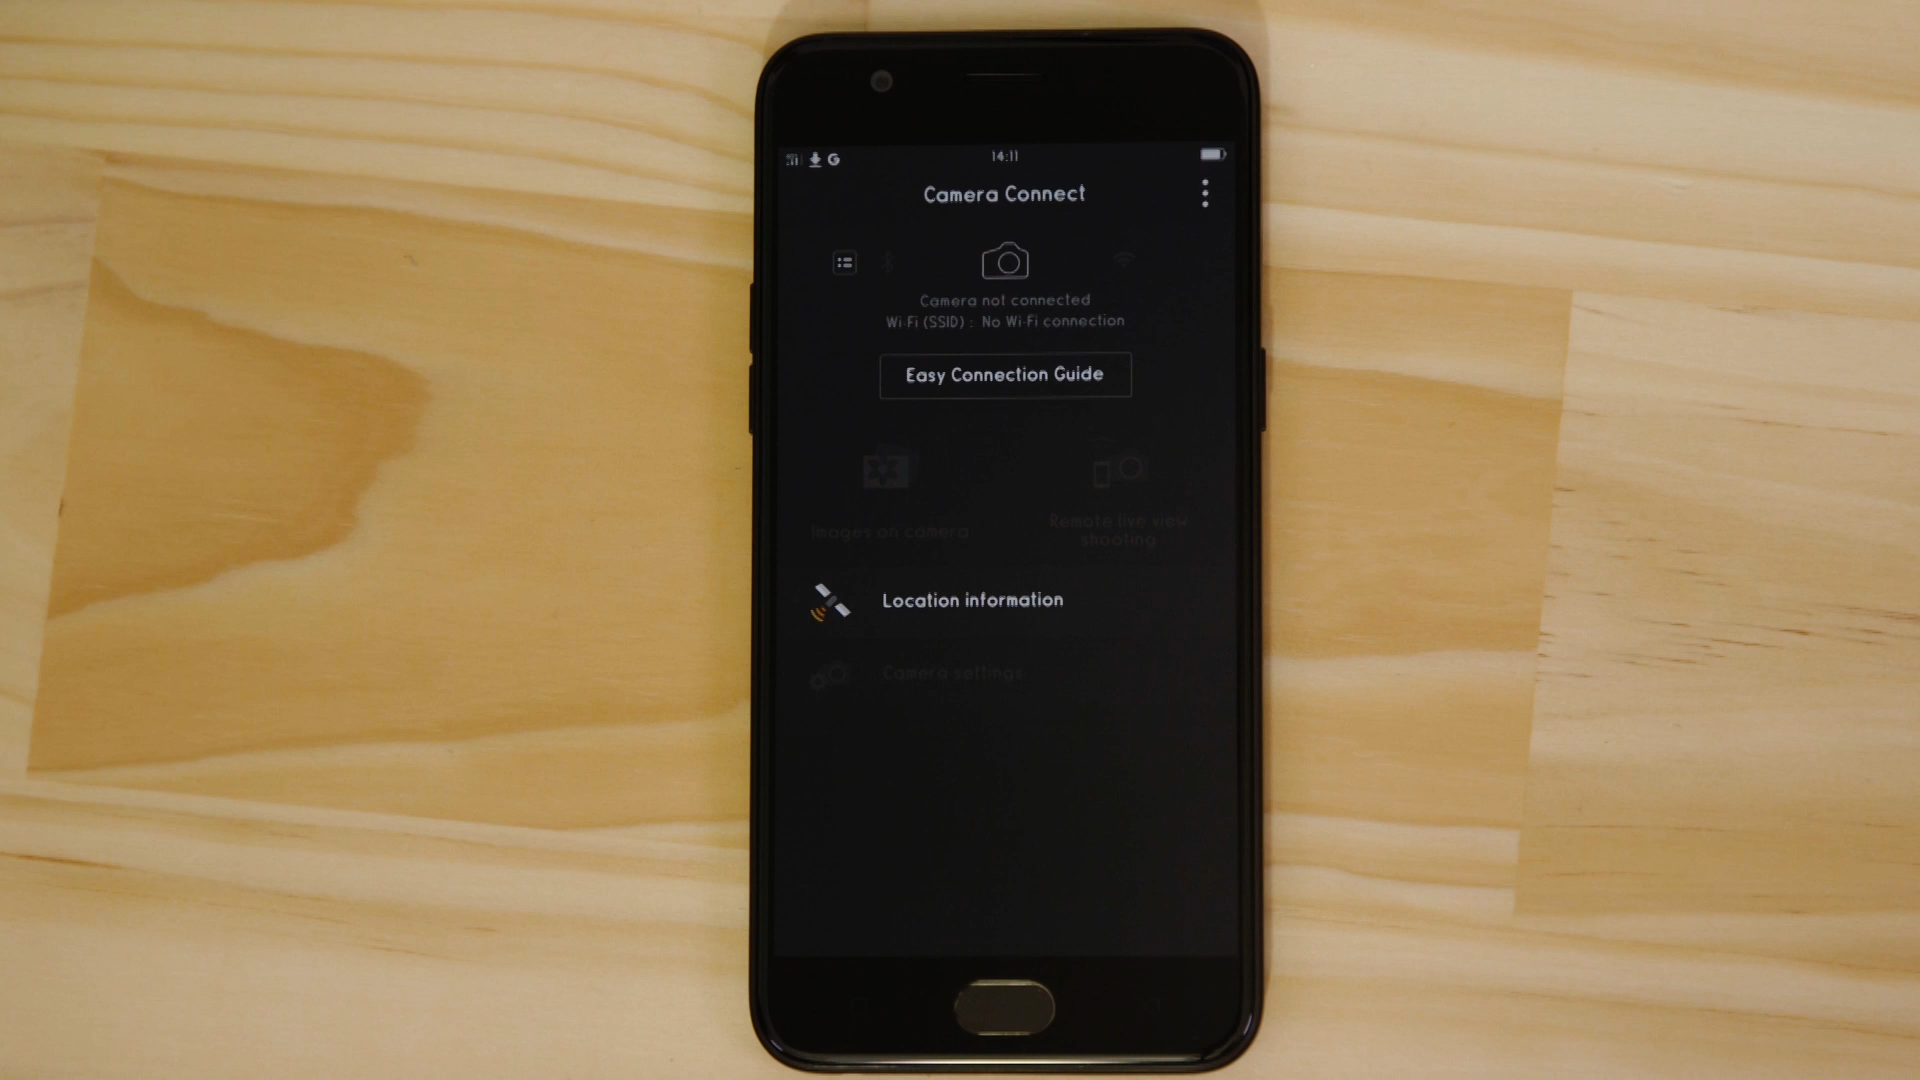 14:11
Camera Connect
Camera not connected
Wi-Fi (SSID) : No Wi-Fi connection
Easy Connection Guide
Images on camera
Remote live view
shooting
Location information
Camera settings